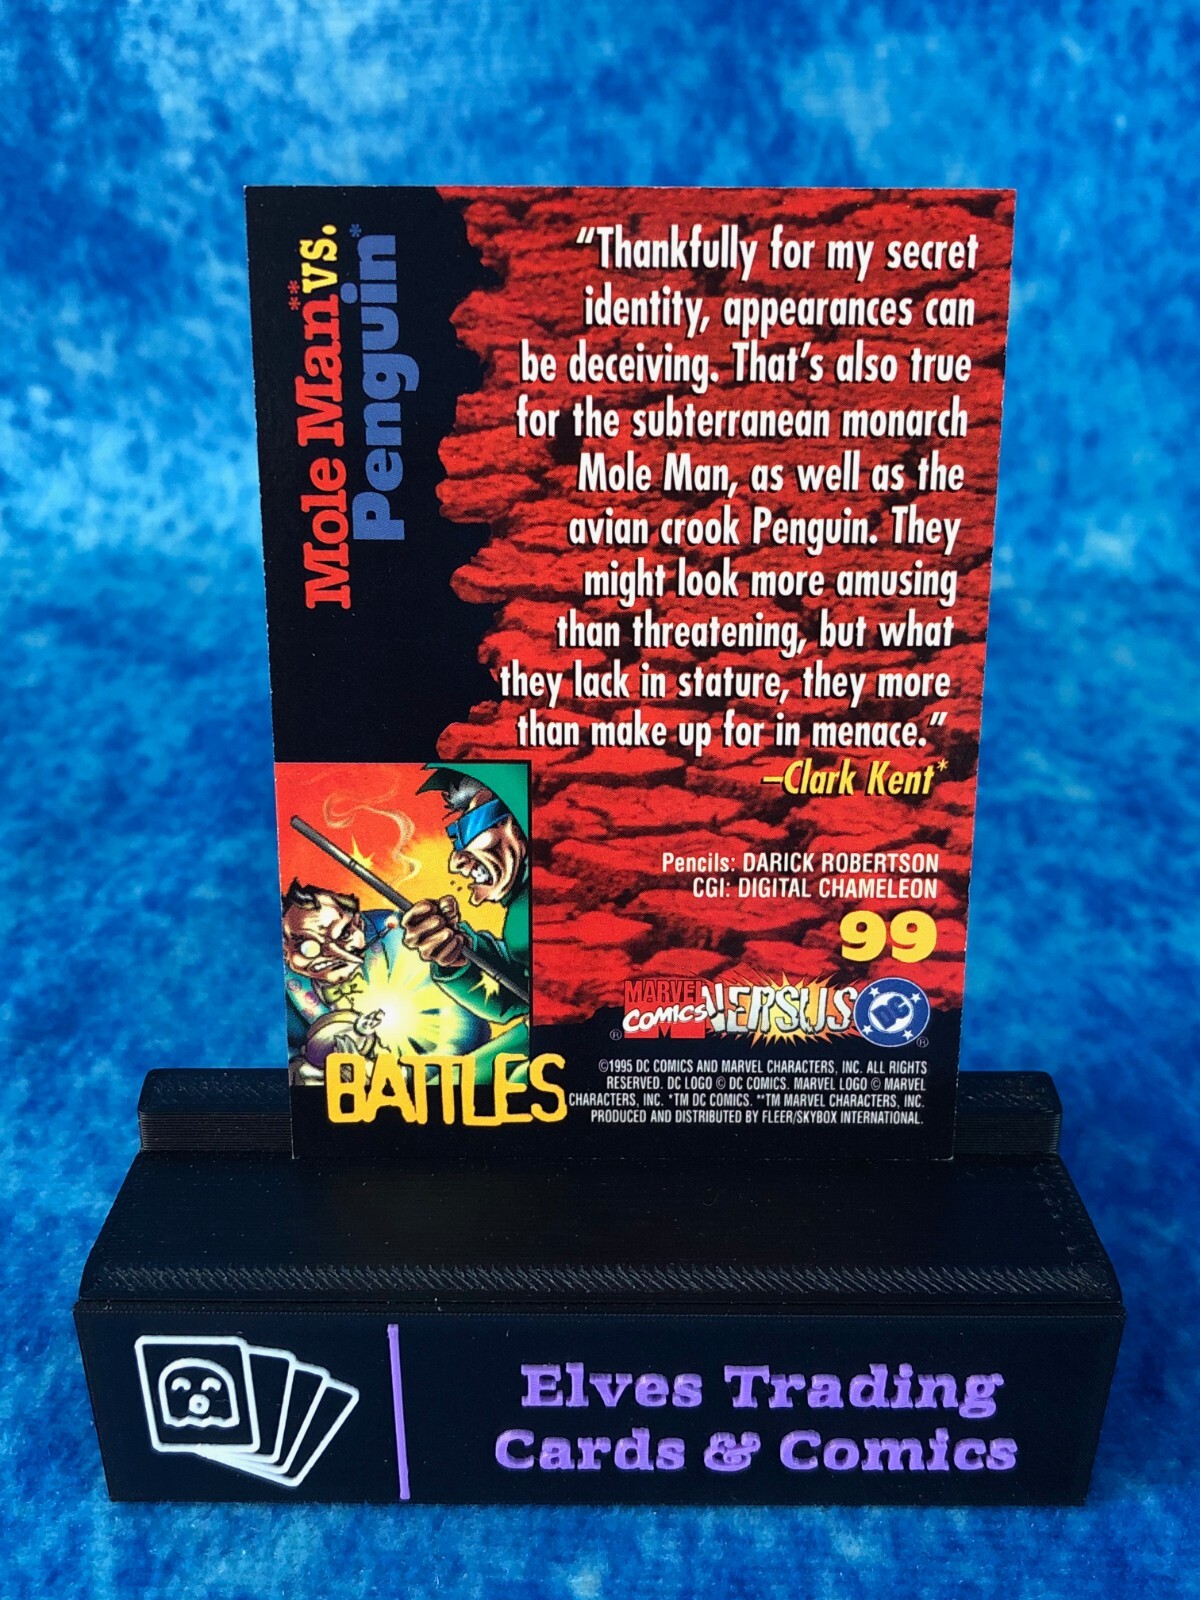 Mole Man** vs.
Penguin*
“Thankfully for my secret
identity, appearances can
be deceiving. That's also true
for the subterranean monarch
Mole Man, as well as the
avian crook Penguin. They
might look more amusing
than threatening, but what
they lack in stature, they more
than make up for in menace.”
–Clark Kent*
Pencils: DARICK ROBERTSON
CGI: DIGITAL CHAMELEON
99
MARVEL COMICS VERSUS DC
® ®
BATTLES
©1995 DC COMICS AND MARVEL CHARACTERS, INC. ALL RIGHTS
RESERVED. DC LOGO © DC COMICS. MARVEL LOGO © MARVEL
CHARACTERS, INC. *TM DC COMICS. **TM MARVEL CHARACTERS, INC.
PRODUCED AND DISTRIBUTED BY FLEER/SKYBOX INTERNATIONAL.
Elves Trading
Cards & Comics